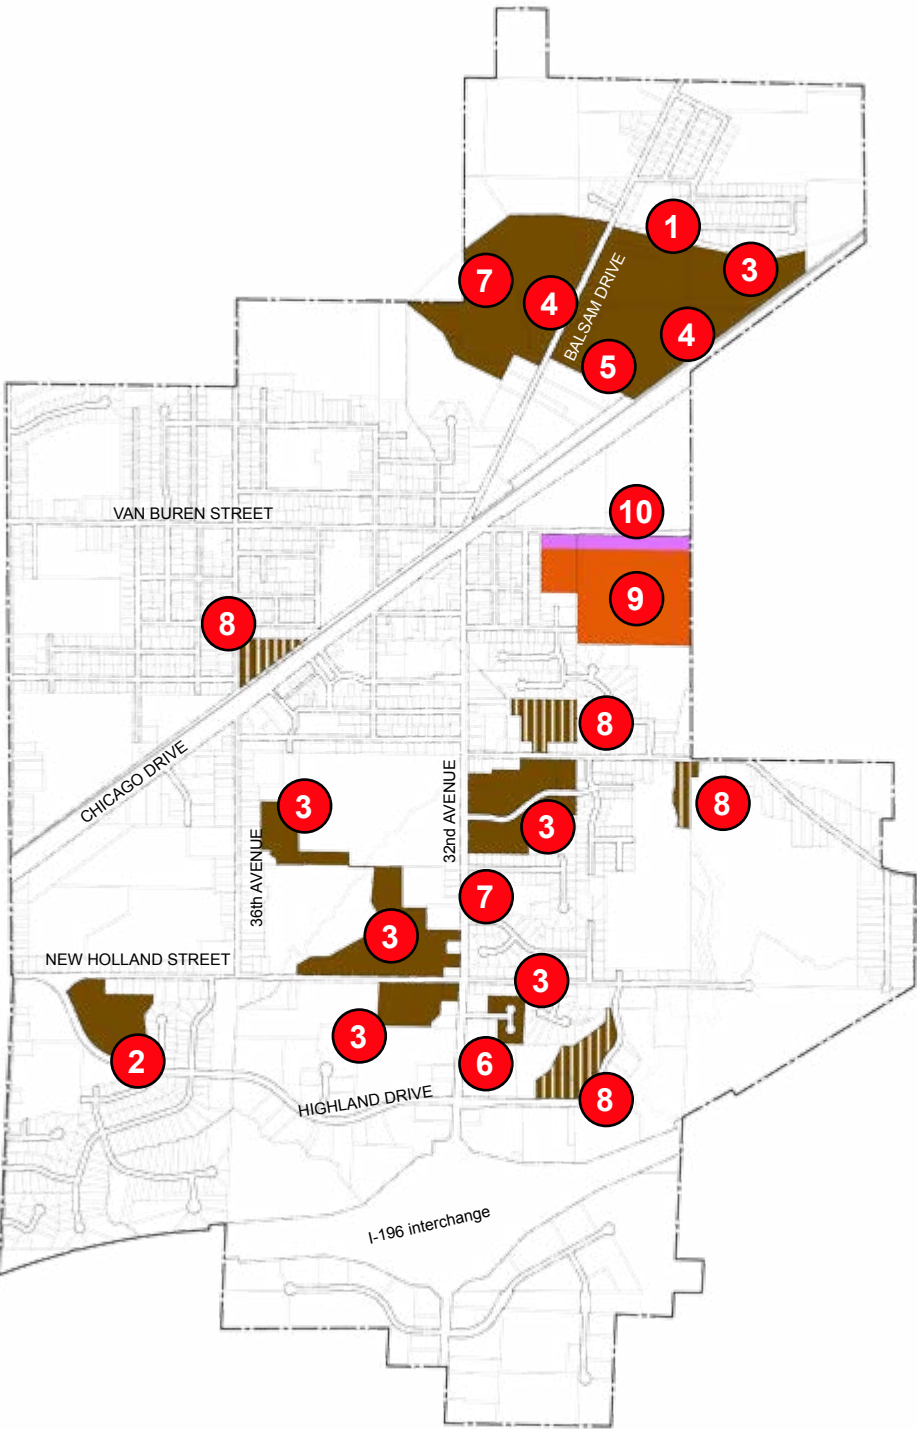 1
3
7
4
BALSAM DRIVE
4
5
VAN BUREN STREET
10
9
8
8
CHICAGO DRIVE
32nd AVENUE
3
3
8
36th AVENUE
7
3
NEW HOLLAND STREET
3
3
2
6
HIGHLAND DRIVE
8
I-196 interchange